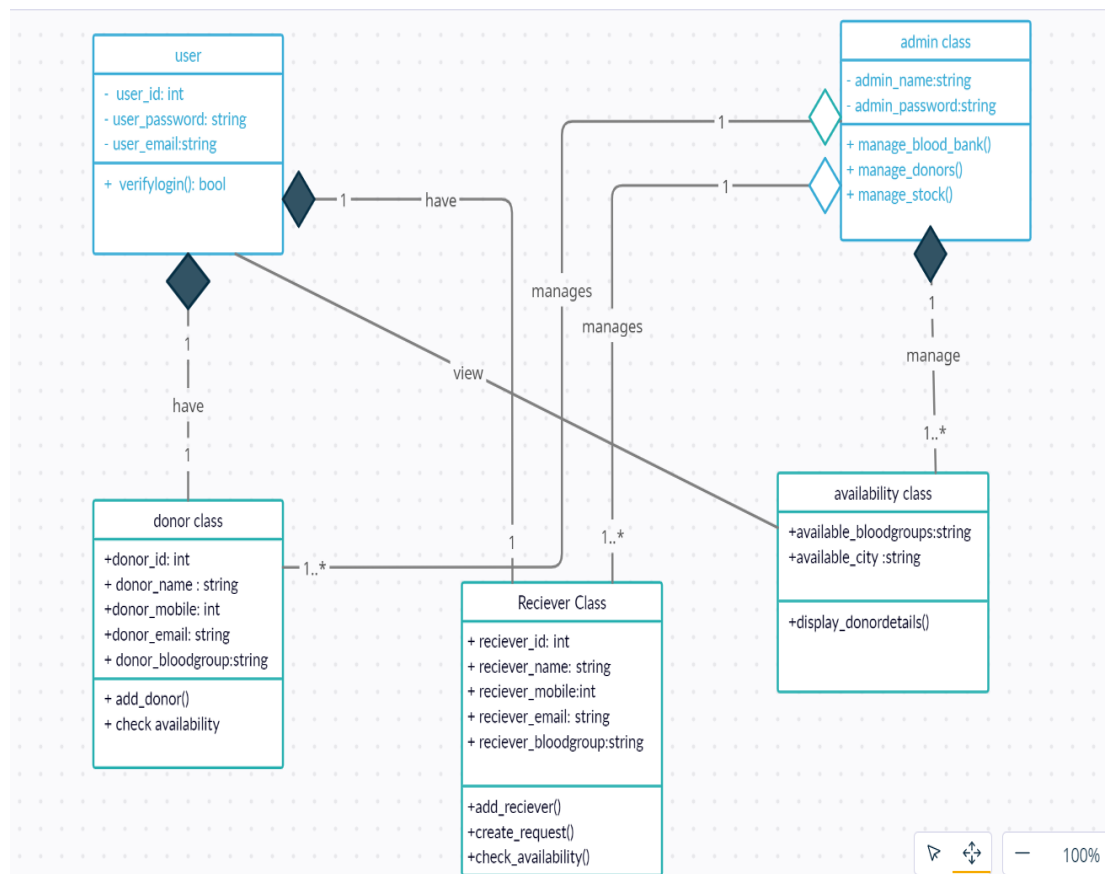 user
- user_id: int
- user_password: string
- user_email:string
+ verifylogin(): bool
admin class
- admin_name:string
- admin_password:string
+ manage_blood_bank()
+ manage_donors()
+ manage_stock()
1
1
1 have
manages
manages
1
manage
1..*
view
1
have
1
1
1..*
1..*
donor class
+donor_id: int
+ donor_name : string
+donor_mobile: int
+donor_email: string
+ donor_bloodgroup:string
+ add_donor()
+ check availability
Reciever Class
+ reciever_id: int
+ reciever_name: string
+ reciever_mobile:int
+ reciever_email: string
+ reciever_bloodgroup:string
+add_reciever()
+create_request()
+check_availability()
availability class
+available_bloodgroups:string
+available_city :string
+display_donordetails()
100%